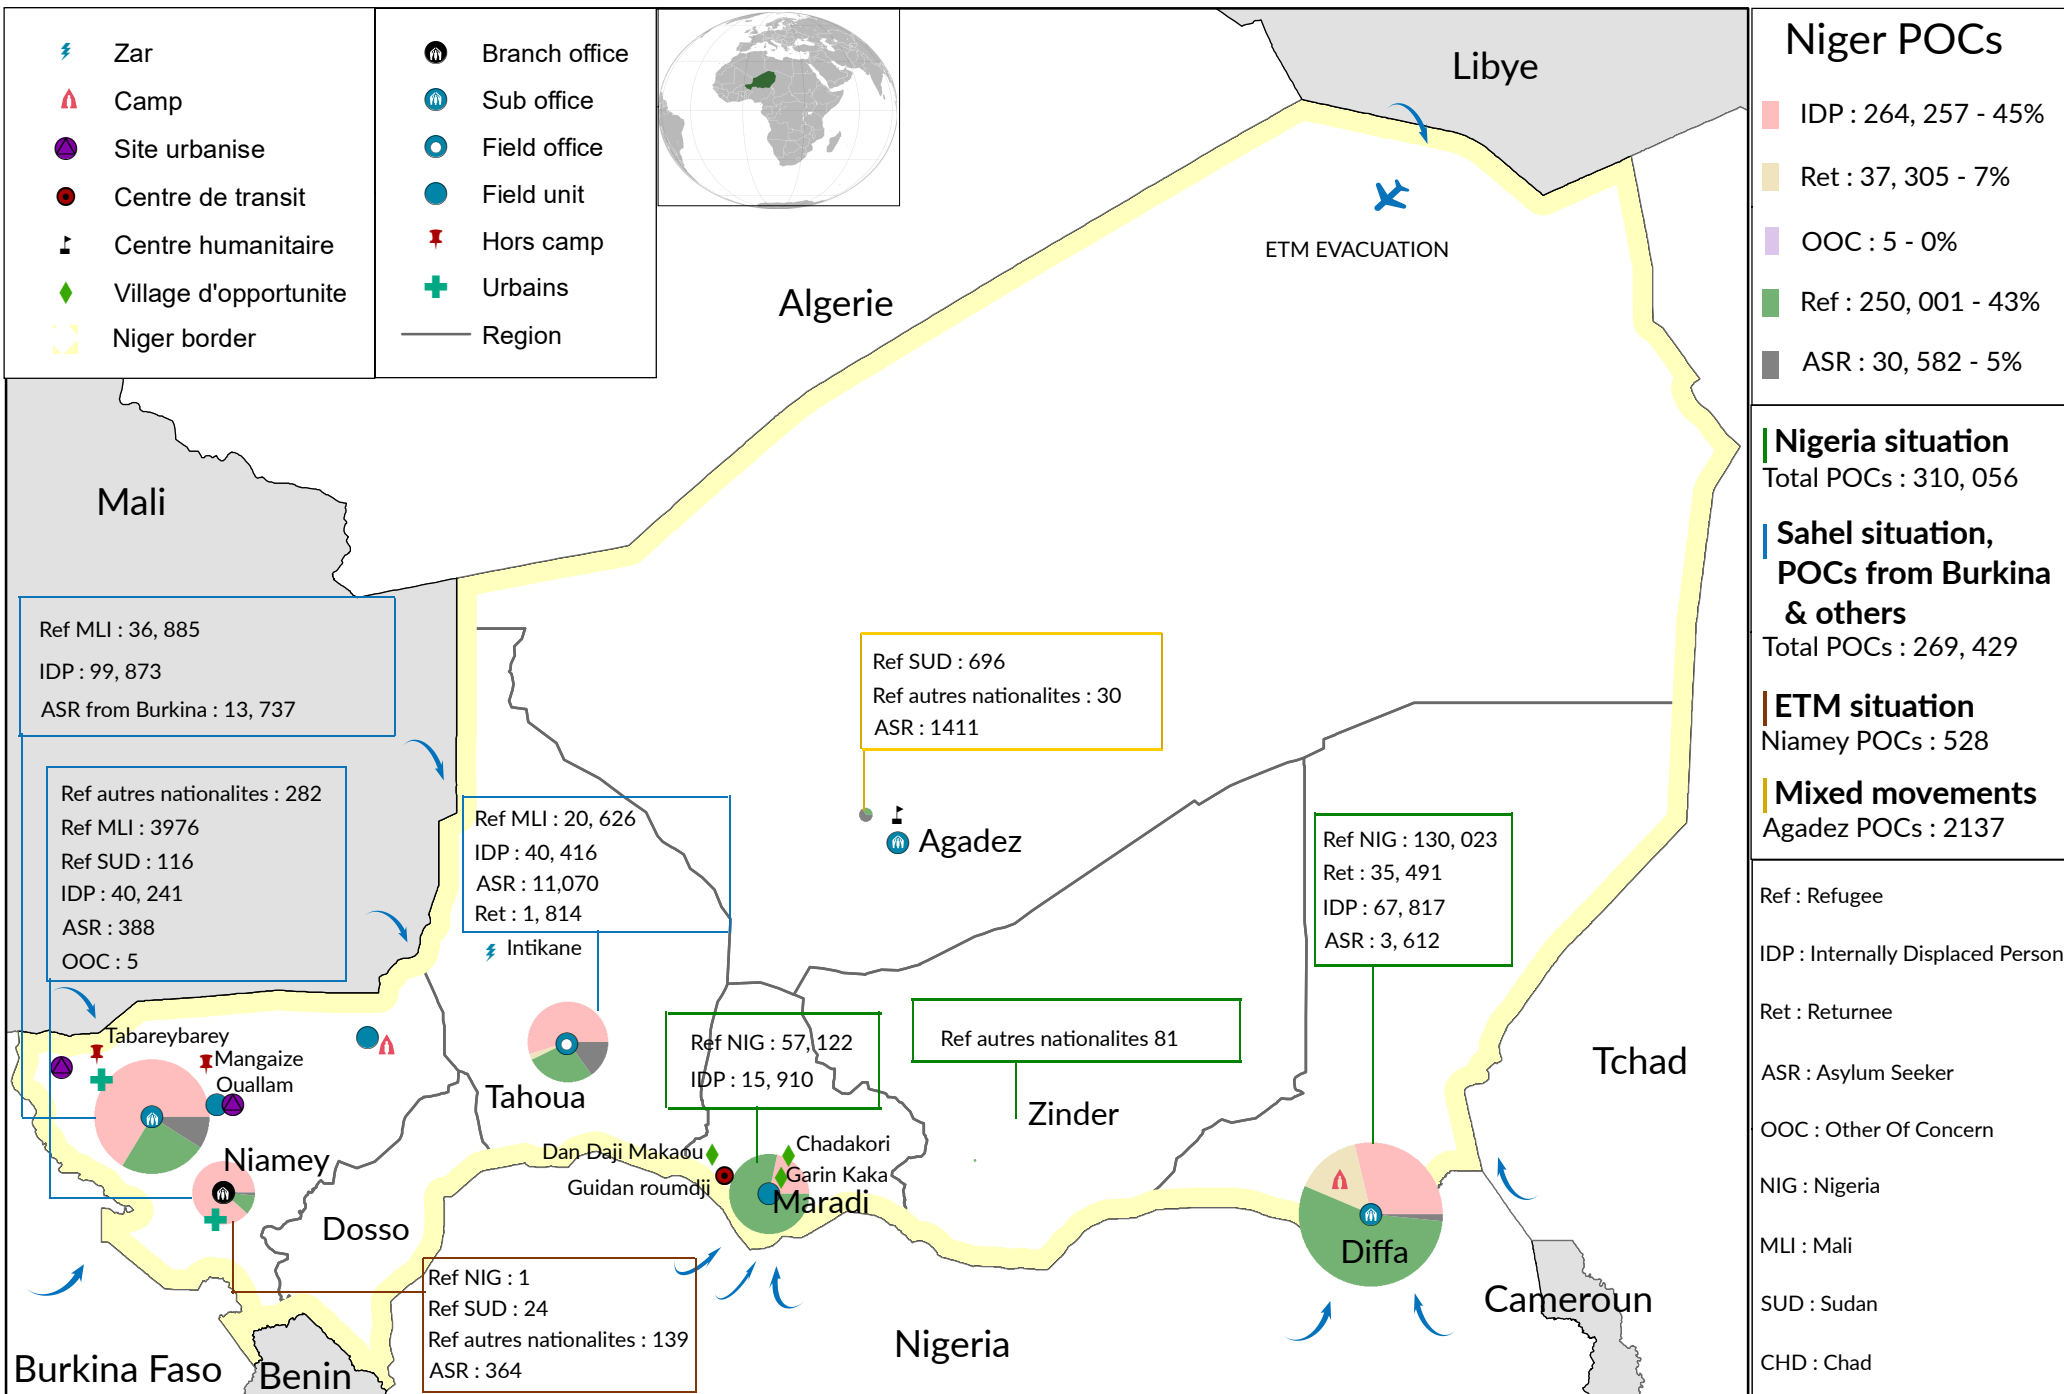 Zar
Camp
Site urbanise
Centre de transit
Centre humanitaire
Village d'opportunite
Niger border
Branch office
Sub office
Field office
Field unit
Hors camp
Urbains
Region
Libye
ETM EVACUATION
Algerie
Mali
Ref MLI : 36, 885
IDP : 99, 873
ASR from Burkina : 13, 737
Ref autres nationalites : 282
Ref MLI : 3976
Ref SUD : 116
IDP : 40, 241
ASR : 388
OOC : 5
Ref MLI : 20, 626
IDP : 40, 416
ASR : 11,070
Ret : 1, 814
Intikane
Ref SUD : 696
Ref autres nationalites : 30
ASR : 1411
Agadez
Ref NIG : 130, 023
Ret : 35, 491
IDP : 67, 817
ASR : 3, 612
Tabareybarey
Mangaize
Ouallam
Tahoua
Ref NIG : 57, 122
IDP : 15, 910
Ref autres nationalites 81
Zinder
Tchad
Niamey
Dan Daji Makaou
Guidan roumdji
Chadakori
Garin Kaka
Maradi
Dosso
Diffa
Ref NIG : 1
Ref SUD : 24
Ref autres nationalites : 139
ASR : 364
Cameroun
Nigeria
Burkina Faso
Benin
Niger POCs
IDP : 264, 257 - 45%
Ret : 37, 305 - 7%
OOC : 5 - 0%
Ref : 250, 001 - 43%
ASR : 30, 582 - 5%
Nigeria situation
Total POCs : 310, 056
Sahel situation,
POCs from Burkina
& others
Total POCs : 269, 429
ETM situation
Niamey POCs : 528
Mixed movements
Agadez POCs : 2137
Ref : Refugee
IDP : Internally Displaced Person
Ret : Returnee
ASR : Asylum Seeker
OOC : Other Of Concern
NIG : Nigeria
MLI : Mali
SUD : Sudan
CHD : Chad